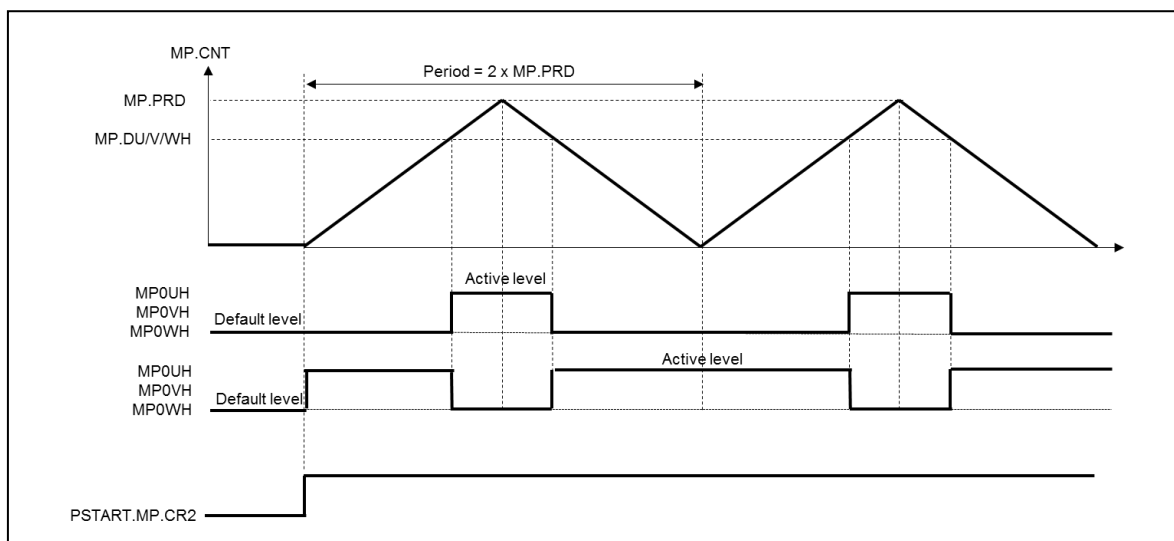 MP.CNT
Period = 2 x MP.PRD
MP.PRD
MP.DU/V/WH
Active level
MP0UH
MP0VH
MP0WH
Default level
Active level
MP0UH
MP0VH
MP0WH
Default level
PSTART.MP.CR2